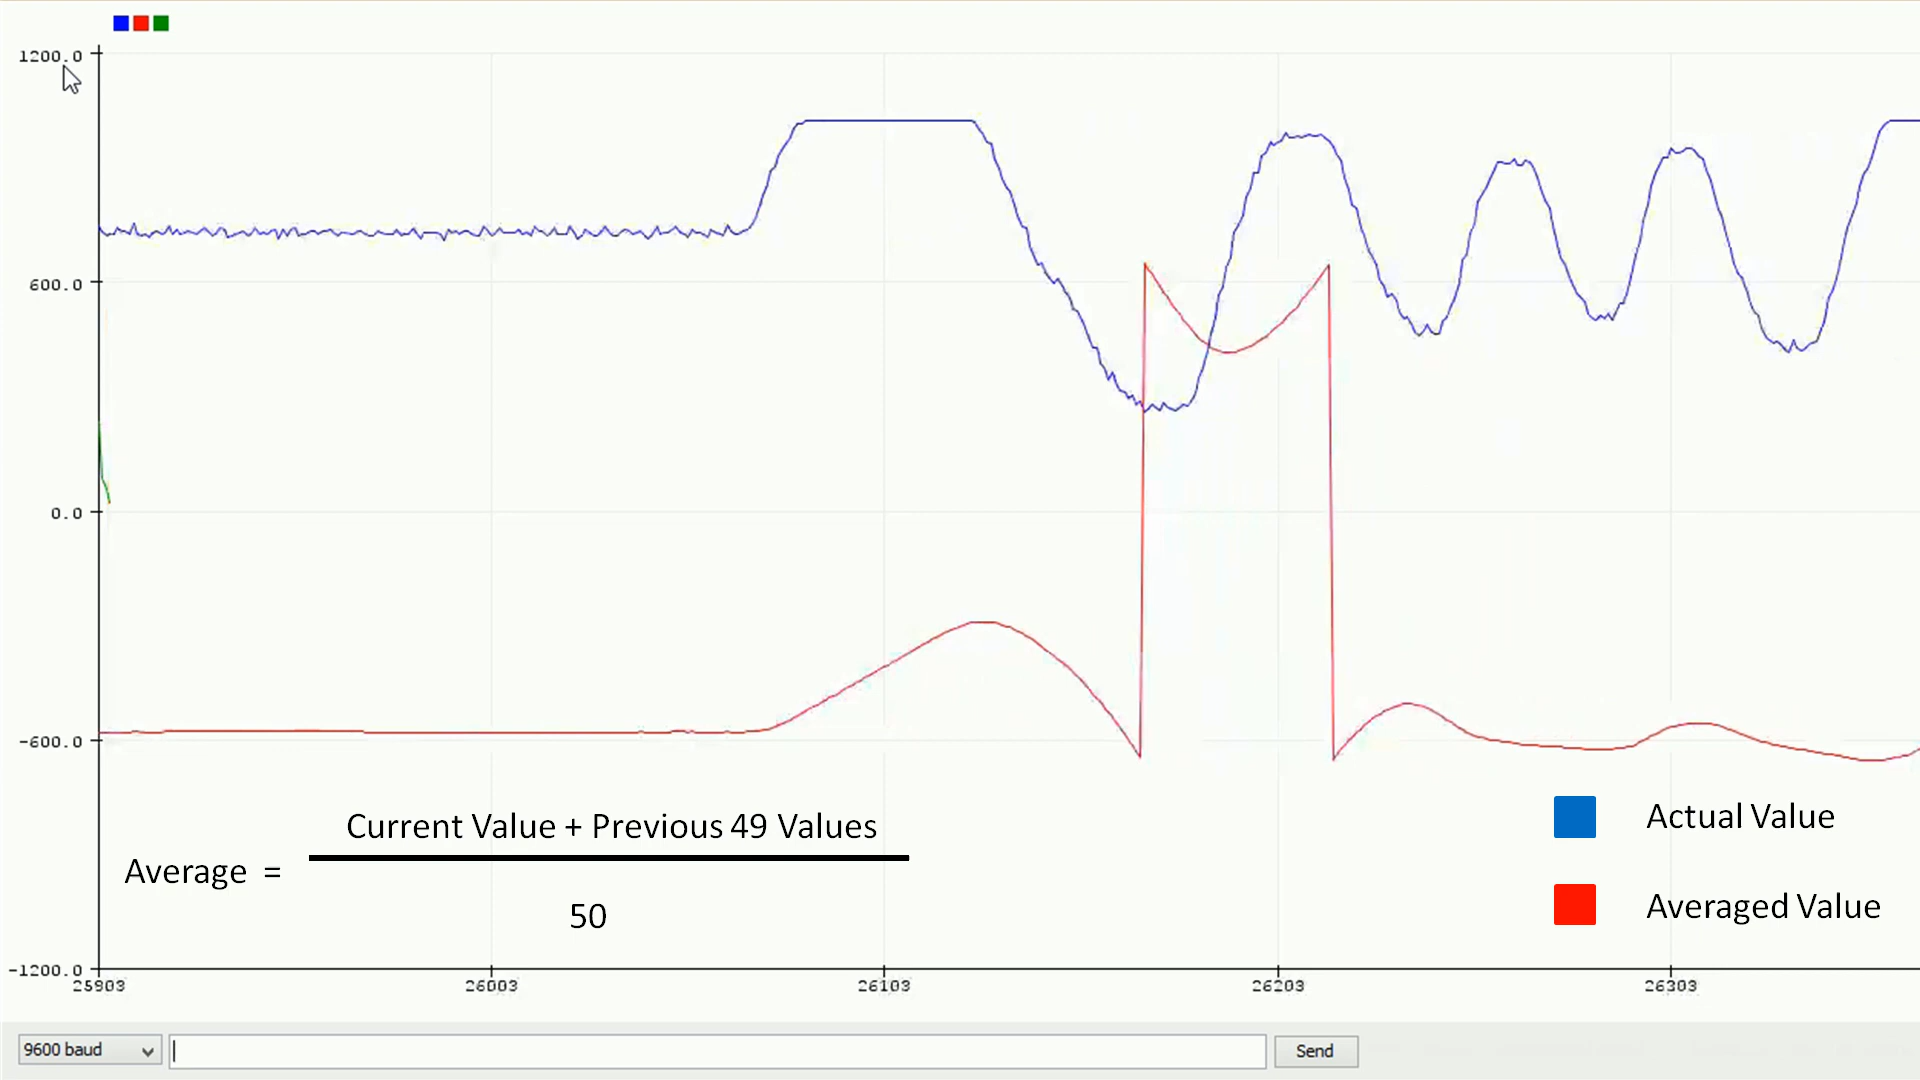 1200.0
600.0
0.0
-600.0
-1200.0
25903 26003 26103 26203 26303
Average = Current Value + Previous 49 Values
50
Actual Value
Averaged Value
9600 baud
Send